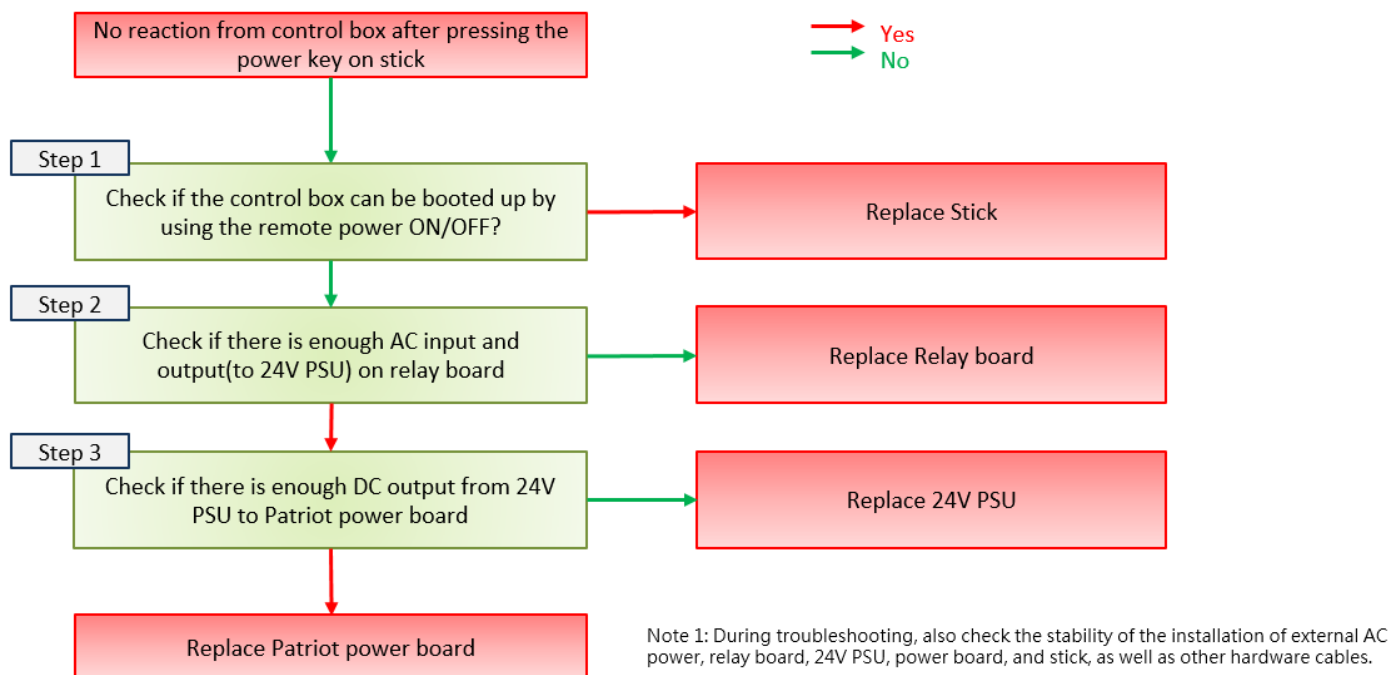 No reaction from control box after pressing the
power key on stick
Yes
No
Step 1
Check if the control box can be booted up by
using the remote power ON/OFF?
Replace Stick
Step 2
Check if there is enough AC input and
output(to 24V PSU) on relay board
Replace Relay board
Step 3
Check if there is enough DC output from 24V
PSU to Patriot power board
Replace 24V PSU
Replace Patriot power board
Note 1: During troubleshooting, also check the stability of the installation of external AC
power, relay board, 24V PSU, power board, and stick, as well as other hardware cables.